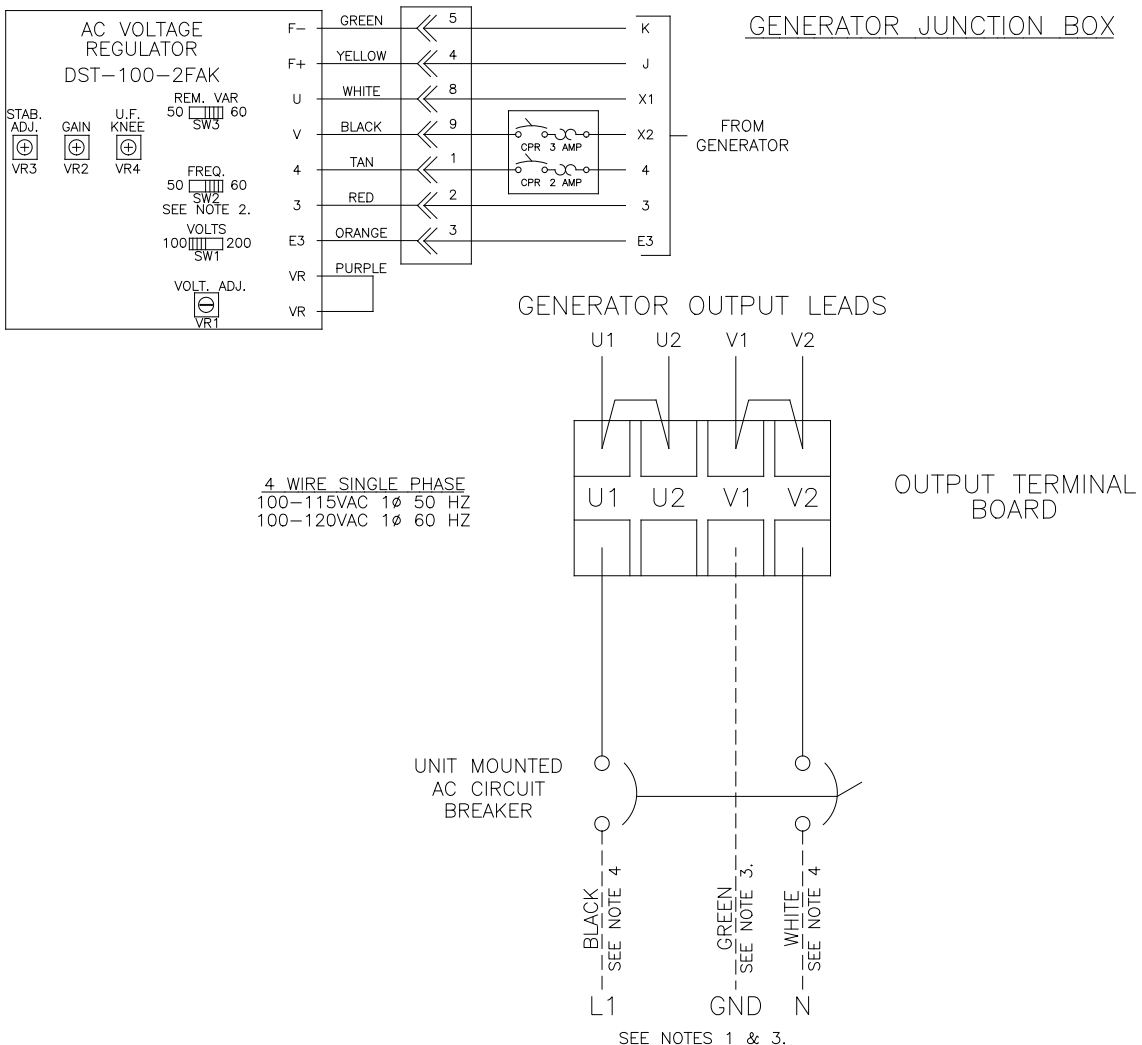 GENERATOR JUNCTION BOX
AC VOLTAGE
REGULATOR
DST-100-2FAK
STAB.
ADJ.
VR3
GAIN
VR2
U.F.
KNEE
VR4
REM. VAR
50 60
SW3
FREQ.
50 60
SW2
SEE NOTE 2.
VOLTS
100 200
SW1
VOLT. ADJ.
VR1
F- GREEN 5 K
F+ YELLOW 4 J
U WHITE 8 X1
V BLACK 9 CPR 3 AMP X2
4 TAN 1 CPR 2 AMP 4
3 RED 2 3
E3 ORANGE 3 E3
VR PURPLE
VR
FROM
GENERATOR
GENERATOR OUTPUT LEADS
U1 U2 V1 V2
4 WIRE SINGLE PHASE
100-115VAC 1ø 50 HZ
100-120VAC 1ø 60 HZ
U1 U2 V1 V2
OUTPUT TERMINAL
BOARD
UNIT MOUNTED
AC CIRCUIT
BREAKER
BLACK
SEE NOTE 4
GREEN
SEE NOTE 3.
WHITE
SEE NOTE 4
L1 GND N
SEE NOTES 1 & 3.